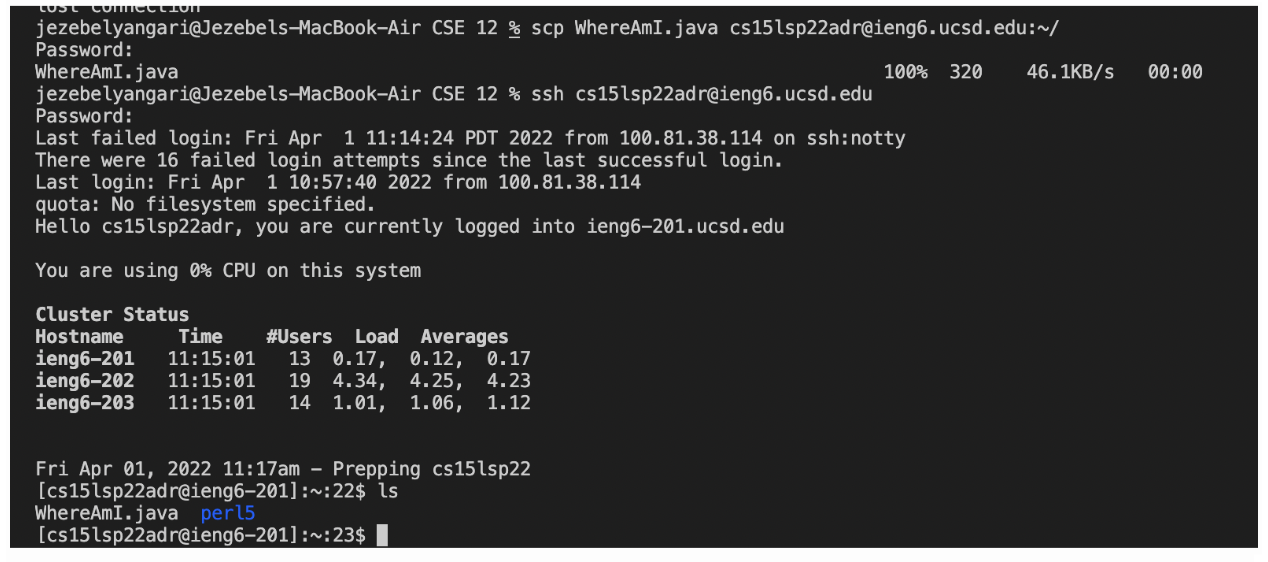 lost connection
jezebelyangari@Jezebels-MacBook-Air CSE 12 % scp WhereAmI.java cs15lsp22adr@ieng6.ucsd.edu:~/
Password:
WhereAmI.java 100% 320 46.1KB/s 00:00
jezebelyangari@Jezebels-MacBook-Air CSE 12 % ssh cs15lsp22adr@ieng6.ucsd.edu
Password:
Last failed login: Fri Apr  1 11:14:24 PDT 2022 from 100.81.38.114 on ssh:notty
There were 16 failed login attempts since the last successful login.
Last login: Fri Apr  1 10:57:40 2022 from 100.81.38.114
quota: No filesystem specified.
Hello cs15lsp22adr, you are currently logged into ieng6-201.ucsd.edu
You are using 0% CPU on this system
Cluster Status
Hostname     Time    #Users  Load  Averages
ieng6-201   11:15:01   13  0.17,  0.12,  0.17
ieng6-202   11:15:01   19  4.34,  4.25,  4.23
ieng6-203   11:15:01   14  1.01,  1.06,  1.12
Fri Apr 01, 2022 11:17am - Prepping cs15lsp22
[cs15lsp22adr@ieng6-201]:~:22$ ls
WhereAmI.java  perl5
[cs15lsp22adr@ieng6-201]:~:23$